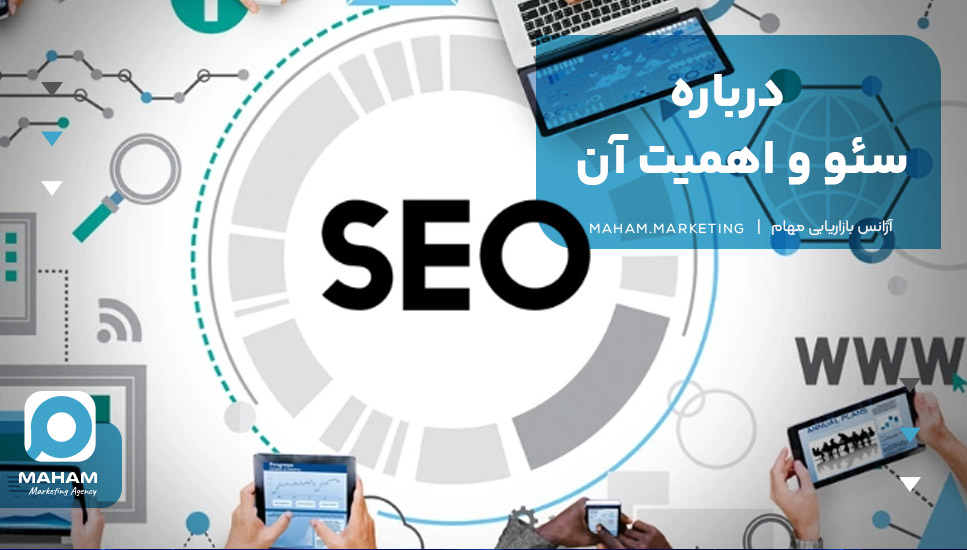 درباره
سئو و اهمیت آن
آژانس بازاریابی مهام | MAHAM.MARKETING
SEO
WWW
ANNUAL PLANS
MAHAM
Marketing Agency